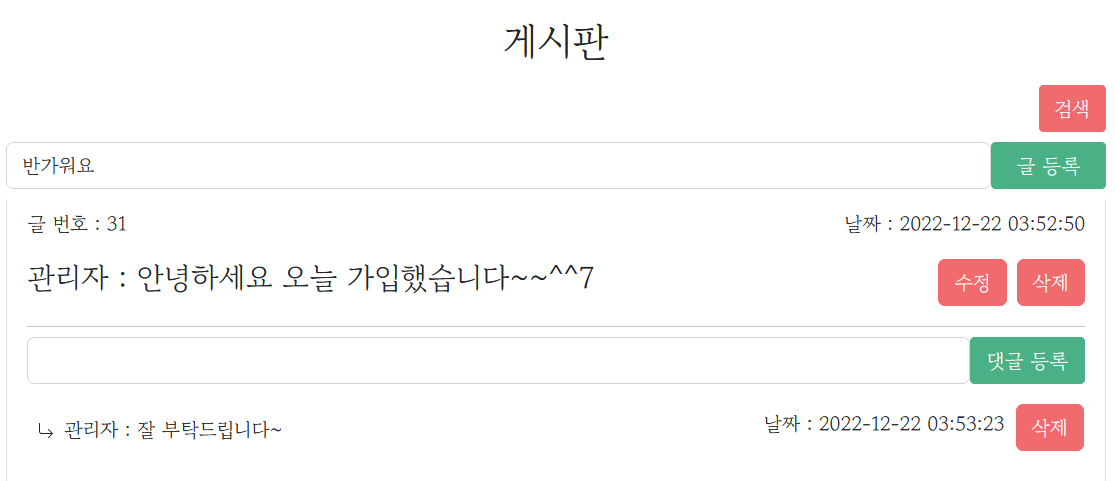 게시판
검색
반가워요 글 등록
글 번호 : 31 날짜 : 2022-12-22 03:52:50
관리자 : 안녕하세요 오늘 가입했습니다~~^^7 수정 삭제
댓글 등록
관리자 : 잘 부탁드립니다~ 날짜 : 2022-12-22 03:53:23 삭제